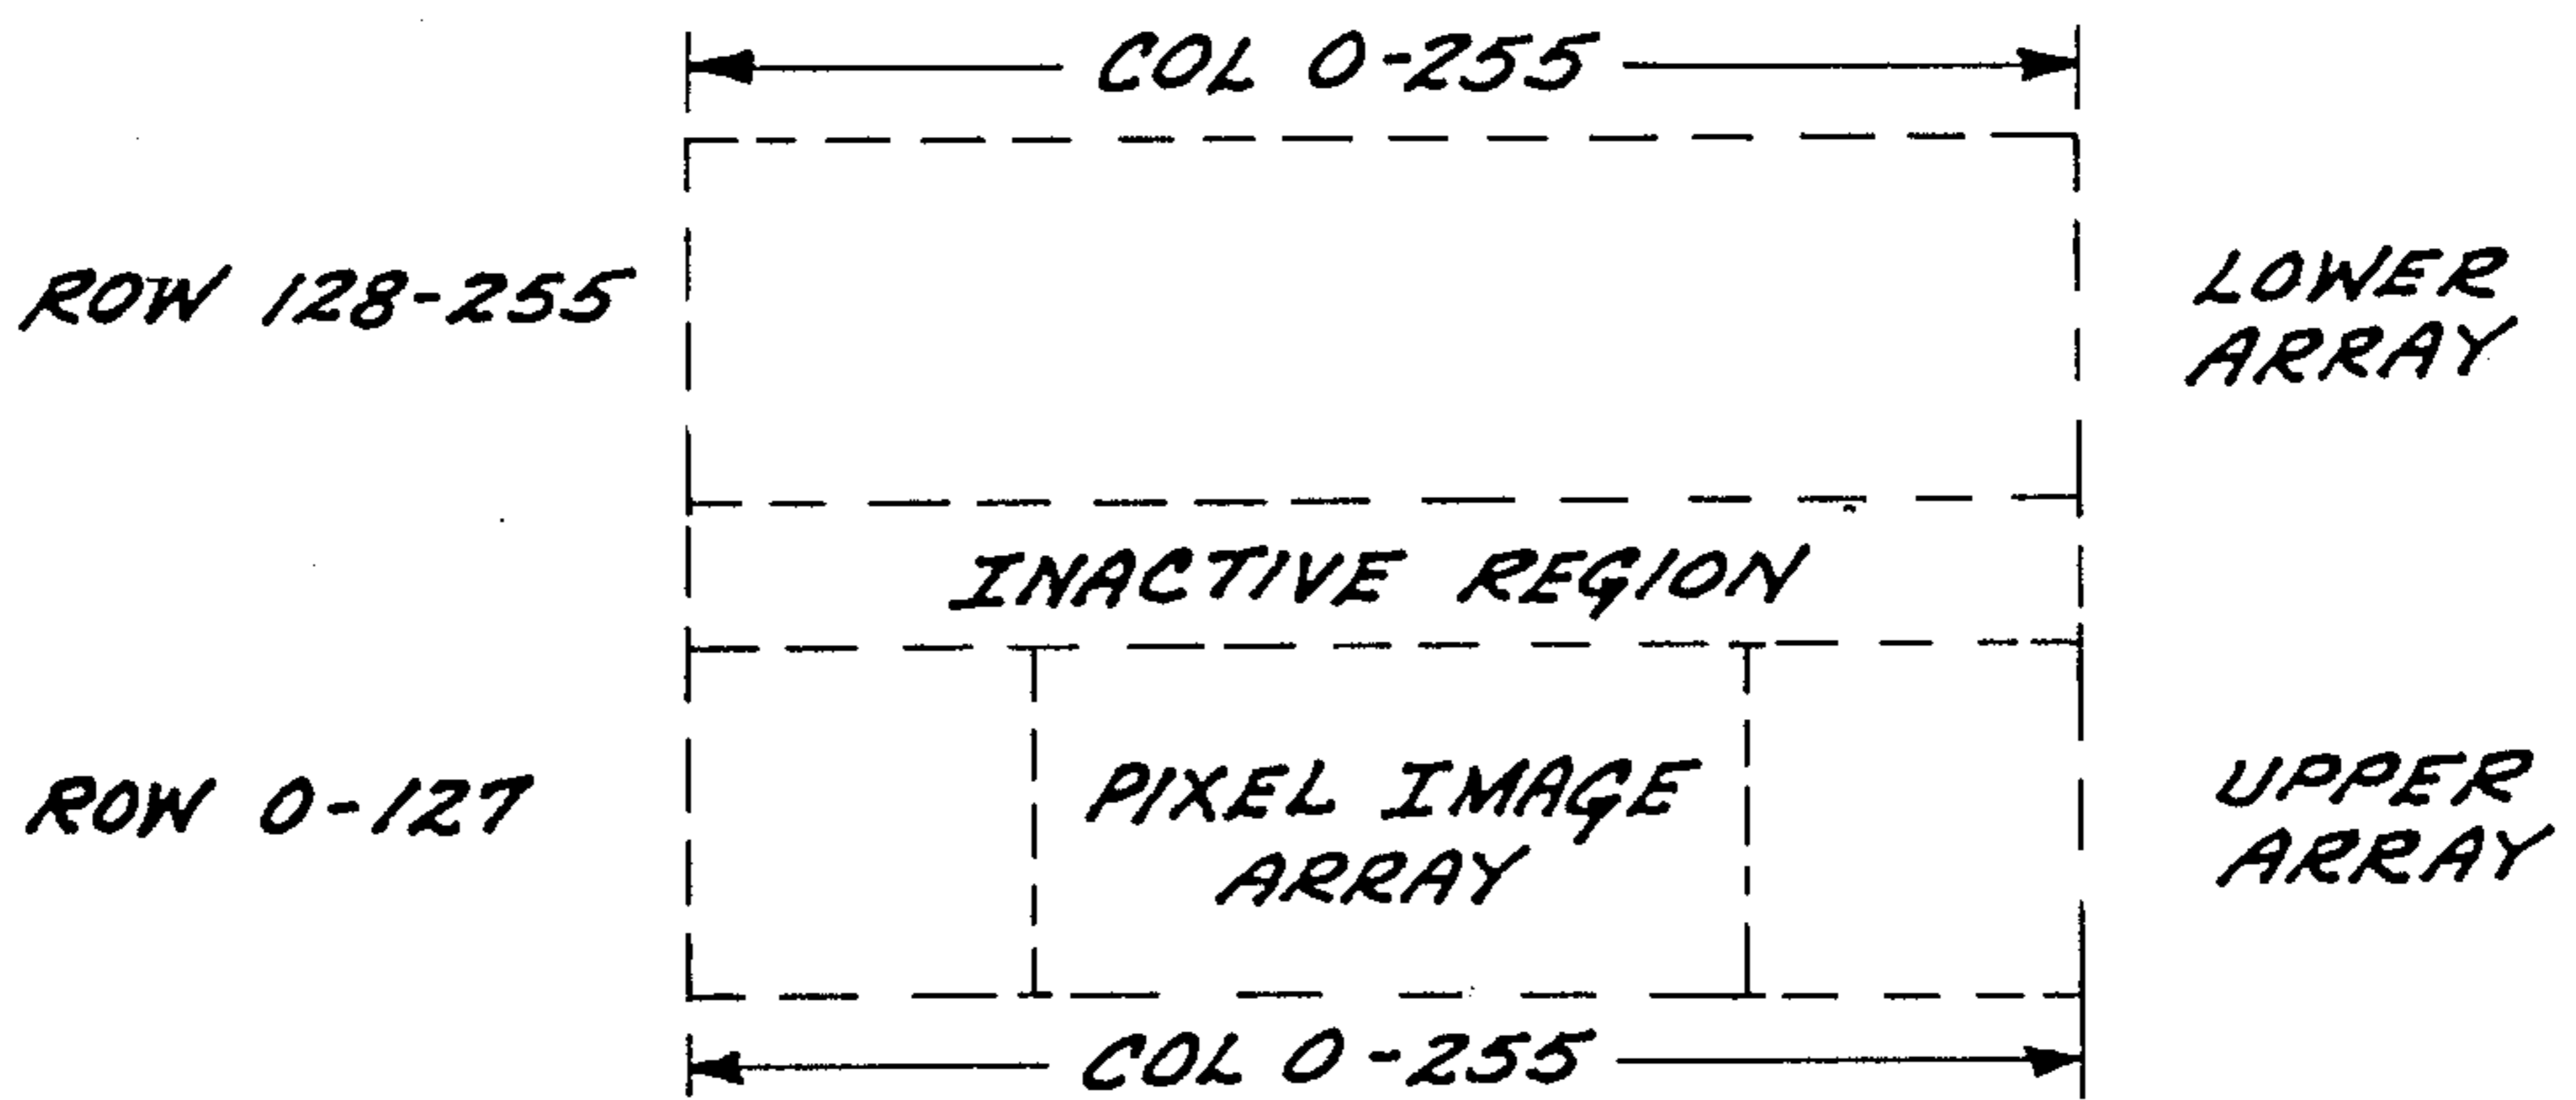 COL 0-255
ROW 128-255
LOWER
ARRAY
INACTIVE REGION
ROW 0-127
PIXEL IMAGE
ARRAY
UPPER
ARRAY
COL 0-255